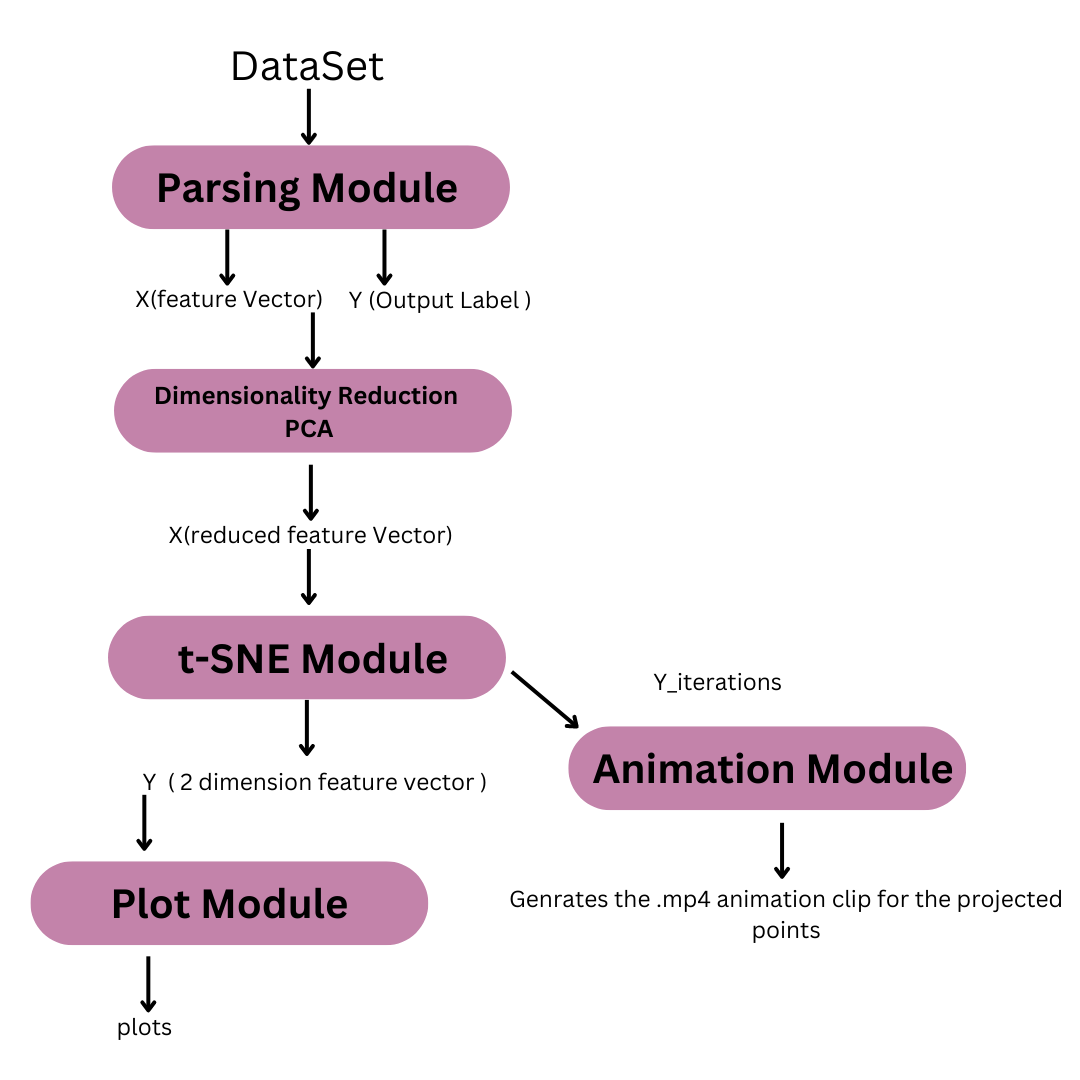 DataSet
Parsing Module
X(feature Vector)
Y (Output Label )
Dimensionality Reduction
PCA
X(reduced feature Vector)
t-SNE Module
Y_iterations
Animation Module
Y ( 2 dimension feature vector )
Plot Module
Genrates the .mp4 animation clip for the projected
points
plots